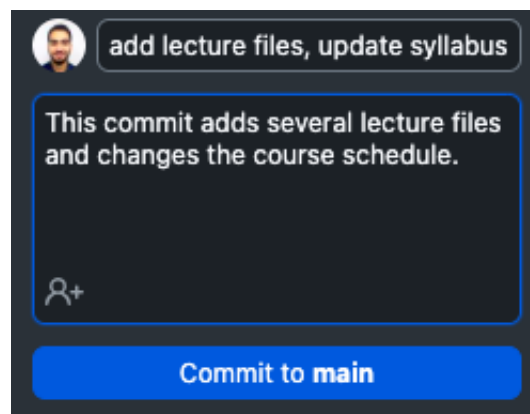 add lecture files, update syllabus
This commit adds several lecture files
and changes the course schedule.
Commit to main